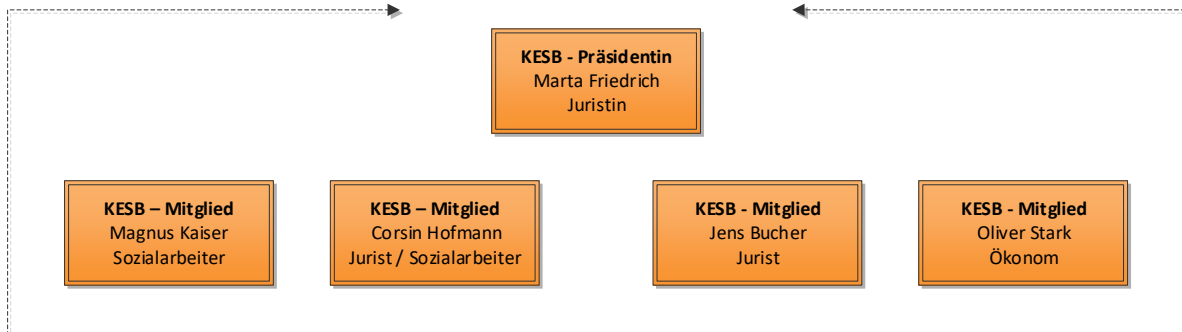 KESB - Präsidentin
Marta Friedrich
Juristin
KESB – Mitglied
Magnus Kaiser
Sozialarbeiter
KESB – Mitglied
Corsin Hofmann
Jurist / Sozialarbeiter
KESB - Mitglied
Jens Bucher
Jurist
KESB - Mitglied
Oliver Stark
Ökonom